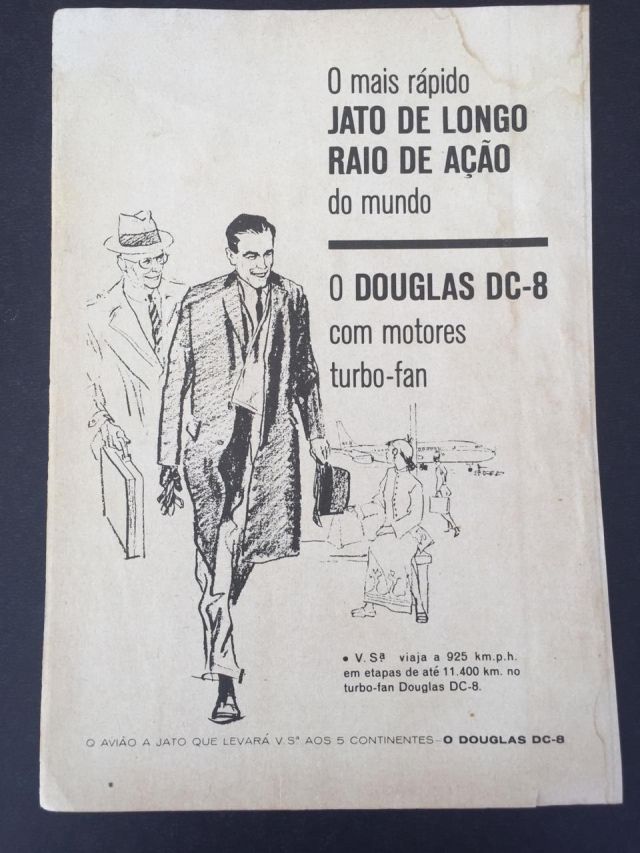 O mais rápido
JATO DE LONGO
RAIO DE AÇÃO
do mundo
O DOUGLAS DC-8
com motores
turbo-fan
• V. Sª viaja a 925 km.p.h.
em etapas de até 11.400 km. no
turbo-fan Douglas DC-8.
O AVIÃO A JATO QUE LEVARÁ V. Sª AOS 5 CONTINENTES—O DOUGLAS DC-8